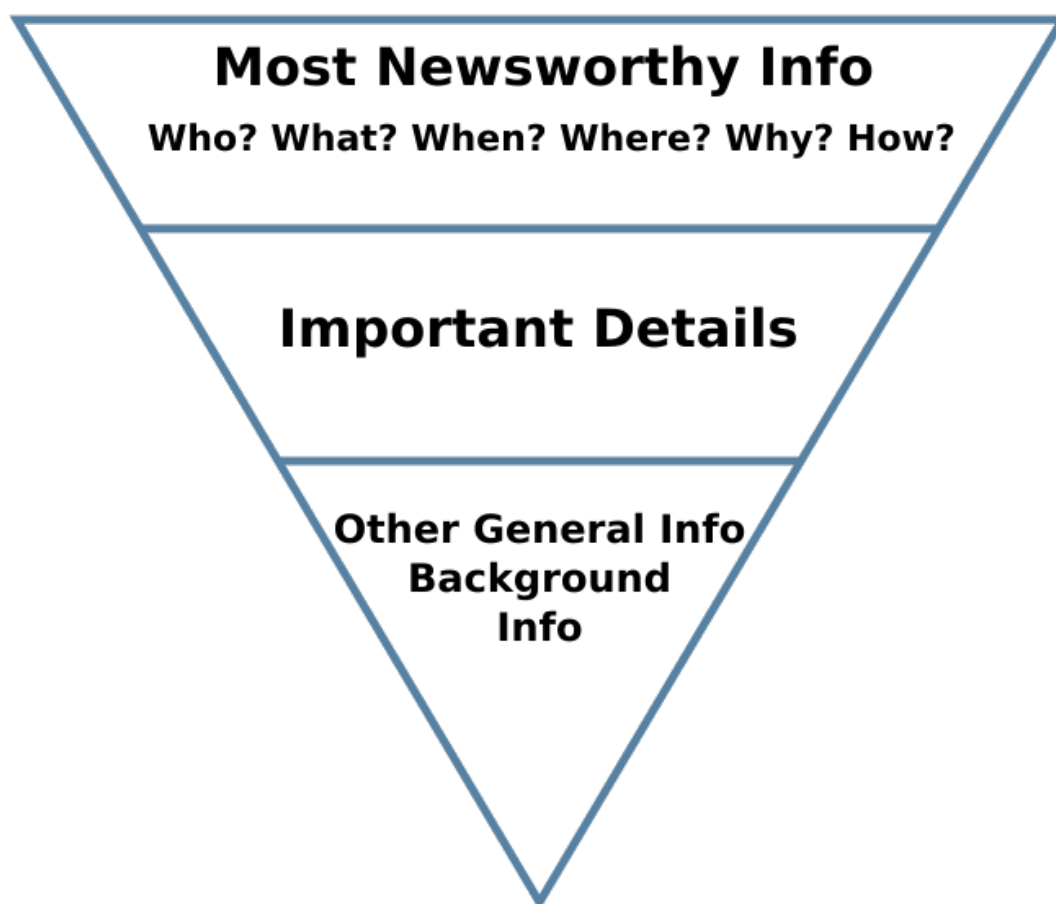 Most Newsworthy Info
Who? What? When? Where? Why? How?
Important Details
Other General Info
Background
Info